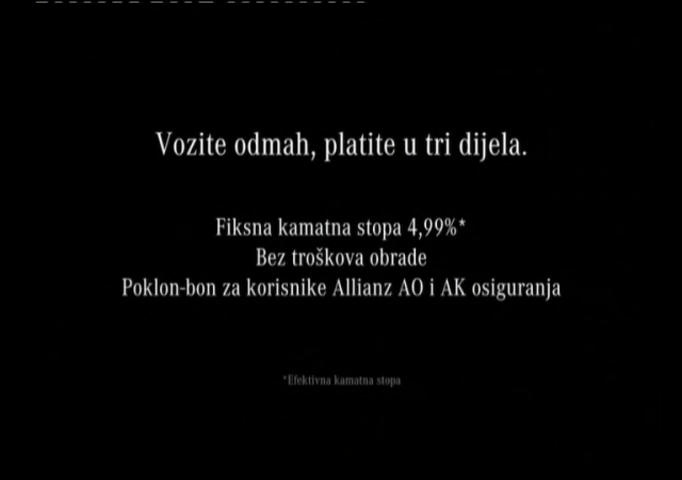 Vozite odmah, platite u tri dijela.
Fiksna kamatna stopa 4,99%*
Bez troškova obrade
Poklon-bon za korisnike Allianz AO i AK osiguranja
*Efektivna kamatna stopa